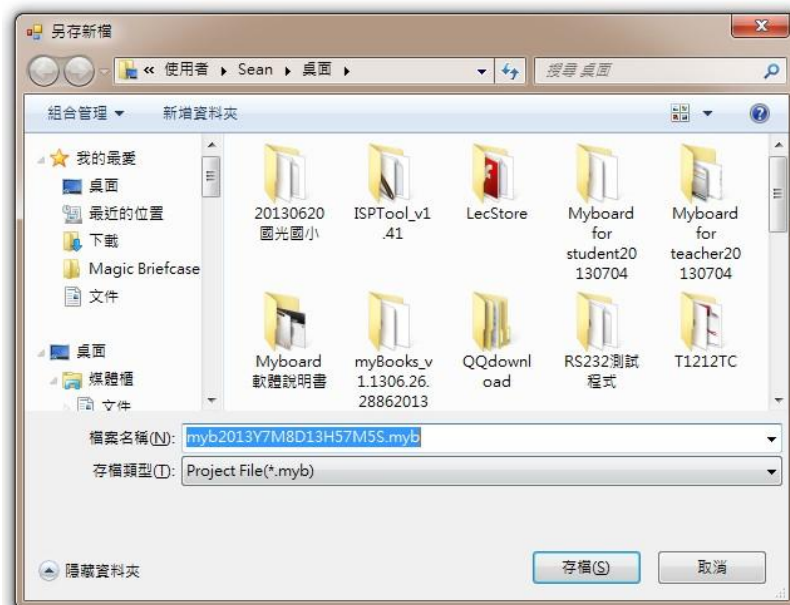 另存新檔
« 使用者 ▸ Sean ▸ 桌面 ▸
搜尋 桌面
組合管理 ▼ 新增資料夾
我的最愛
桌面
最近的位置
下載
Magic Briefcase
文件
桌面
媒體櫃
文件
20130620
國光國小
ISPTool_v1
.41
LecStore
Myboard
for
student20
130704
Myboard
for
teacher20
130704
Myboard
軟體說明書
myBooks_v
1.1306.26.
28862013
QQdownl
oad
RS232測試
程式
T1212TC
檔案名稱(N): myb2013Y7M8D13H57M5S.myb
存檔類型(T): Project File(*.myb)
隱藏資料夾
存檔(S)
取消